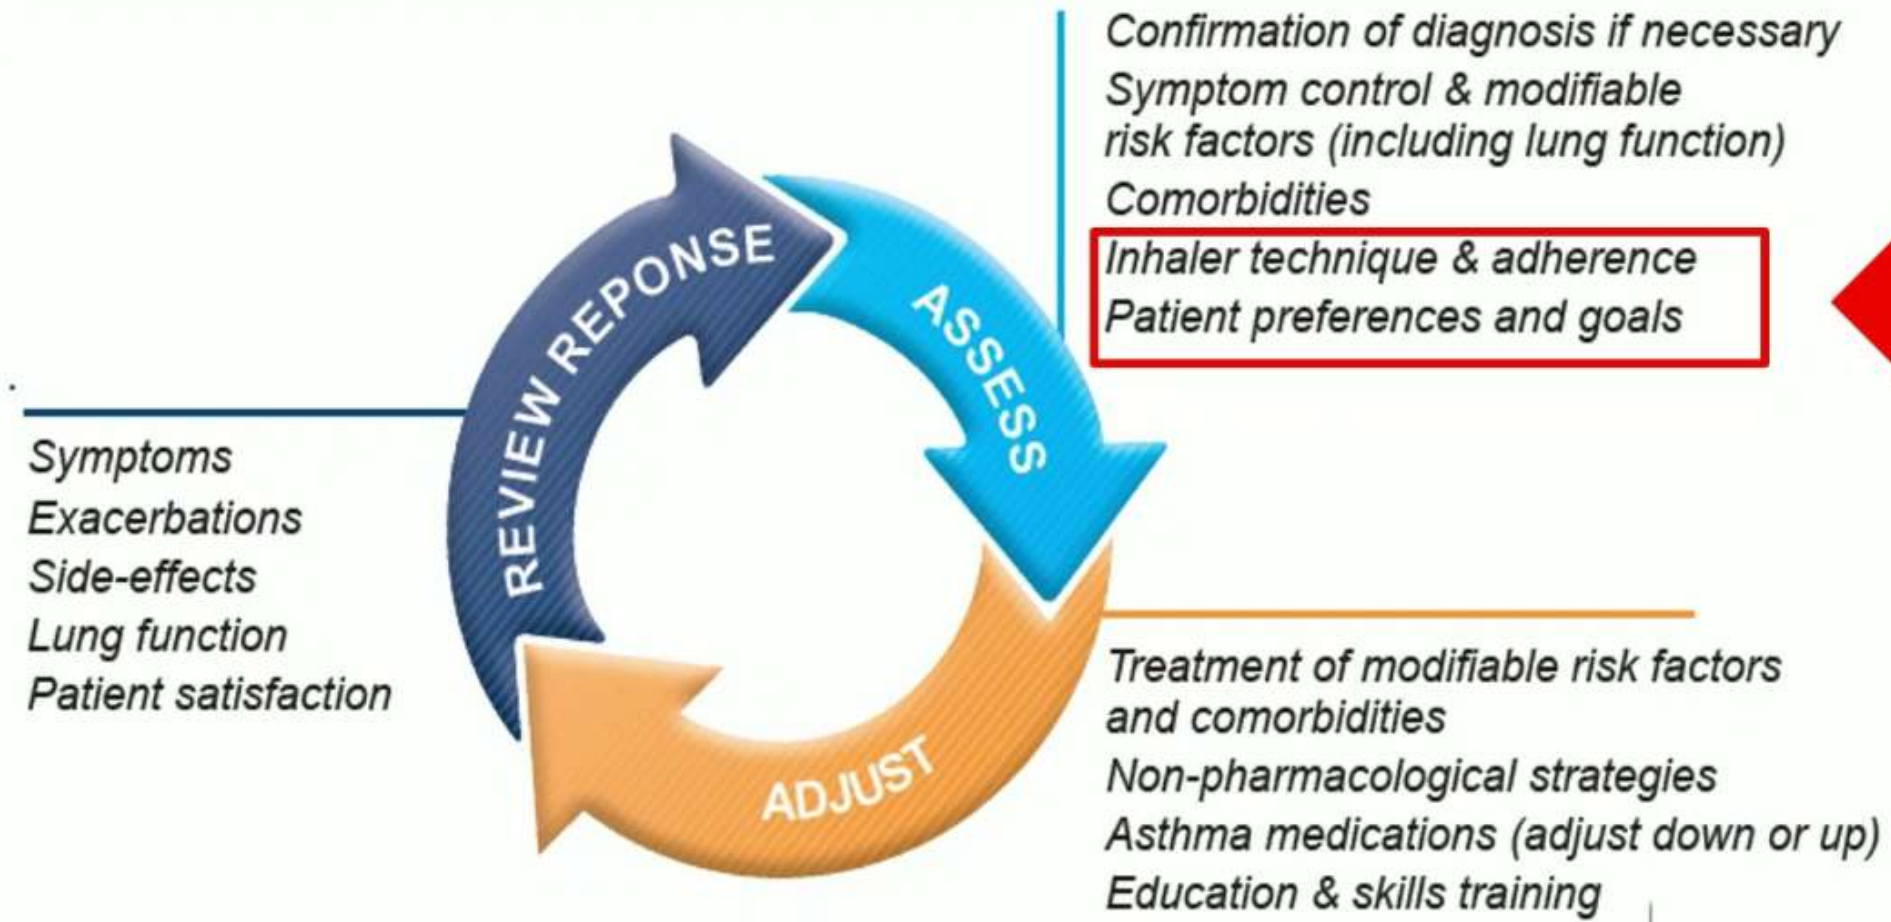 Confirmation of diagnosis if necessary
Symptom control & modifiable
risk factors (including lung function)
Comorbidities
Inhaler technique & adherence
Patient preferences and goals
REVIEW REPONSE
ASSESS
ADJUST
Symptoms
Exacerbations
Side-effects
Lung function
Patient satisfaction
Treatment of modifiable risk factors
and comorbidities
Non-pharmacological strategies
Asthma medications (adjust down or up)
Education & skills training